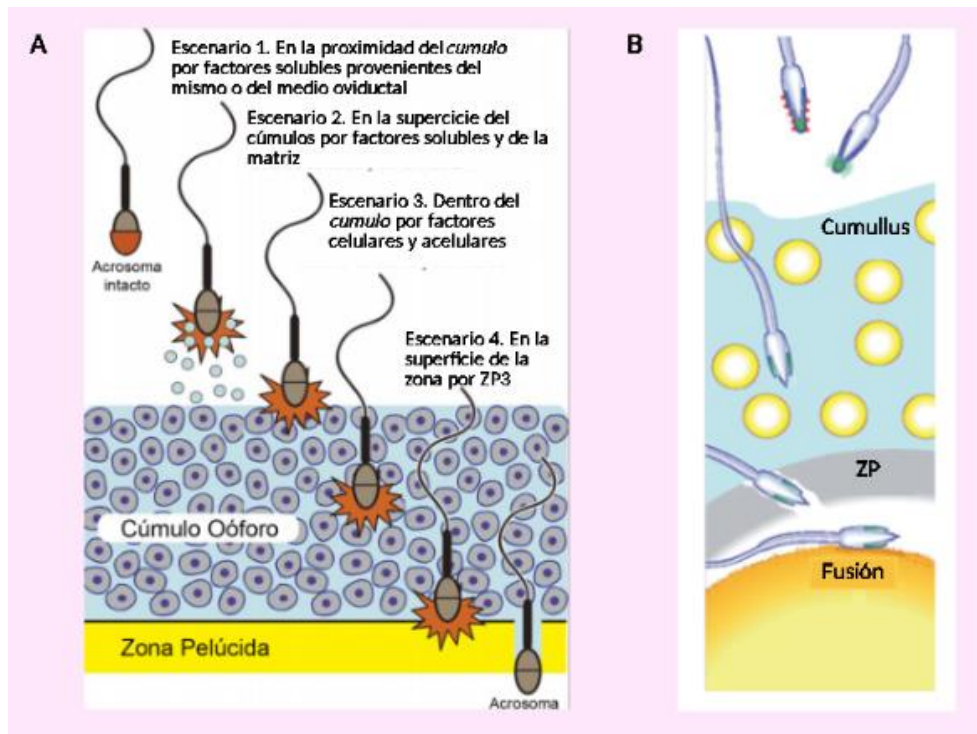 A
Escenario 1. En la proximidad del cumulo
por factores solubles provenientes del
mismo o del medio oviductal
Escenario 2. En la supercicie del
cúmulos por factores solubles y de la
matriz
Escenario 3. Dentro del
cumulo por factores
celulares y acelulares
Acrosoma
intacto
Escenario 4. En la
superficie de la
zona por ZP3
Cúmulo Oóforo
Zona Pelúcida
Acrosoma
B
Cumullus
ZP
Fusión